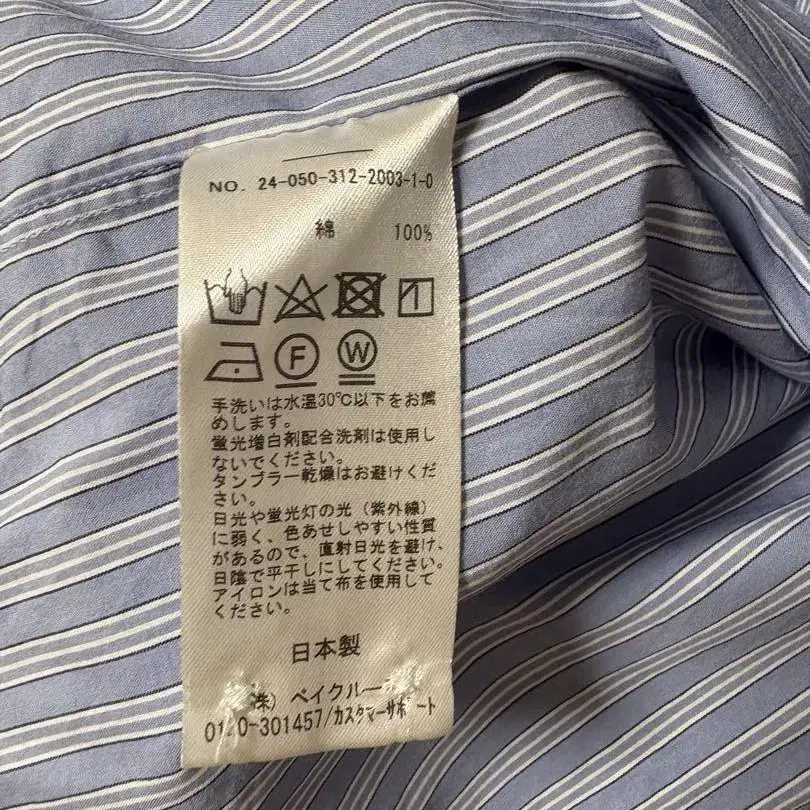 NO. 24-050-312-2003-1-0
綿 100%
F W
手洗いは水温30℃以下をお薦
めします。
蛍光増白剤配合洗剤は使用し
ないでください。
タンブラー乾燥はお避けくだ
さい。
日光や蛍光灯の光（紫外線）
に弱く、色あせしやすい性質
があるので、直射日光を避け、
日陰で平干しにしてください。
アイロンは当て布を使用して
ください。
日本製
(株) ベイクルー
0120-301457/カスタマーサポート